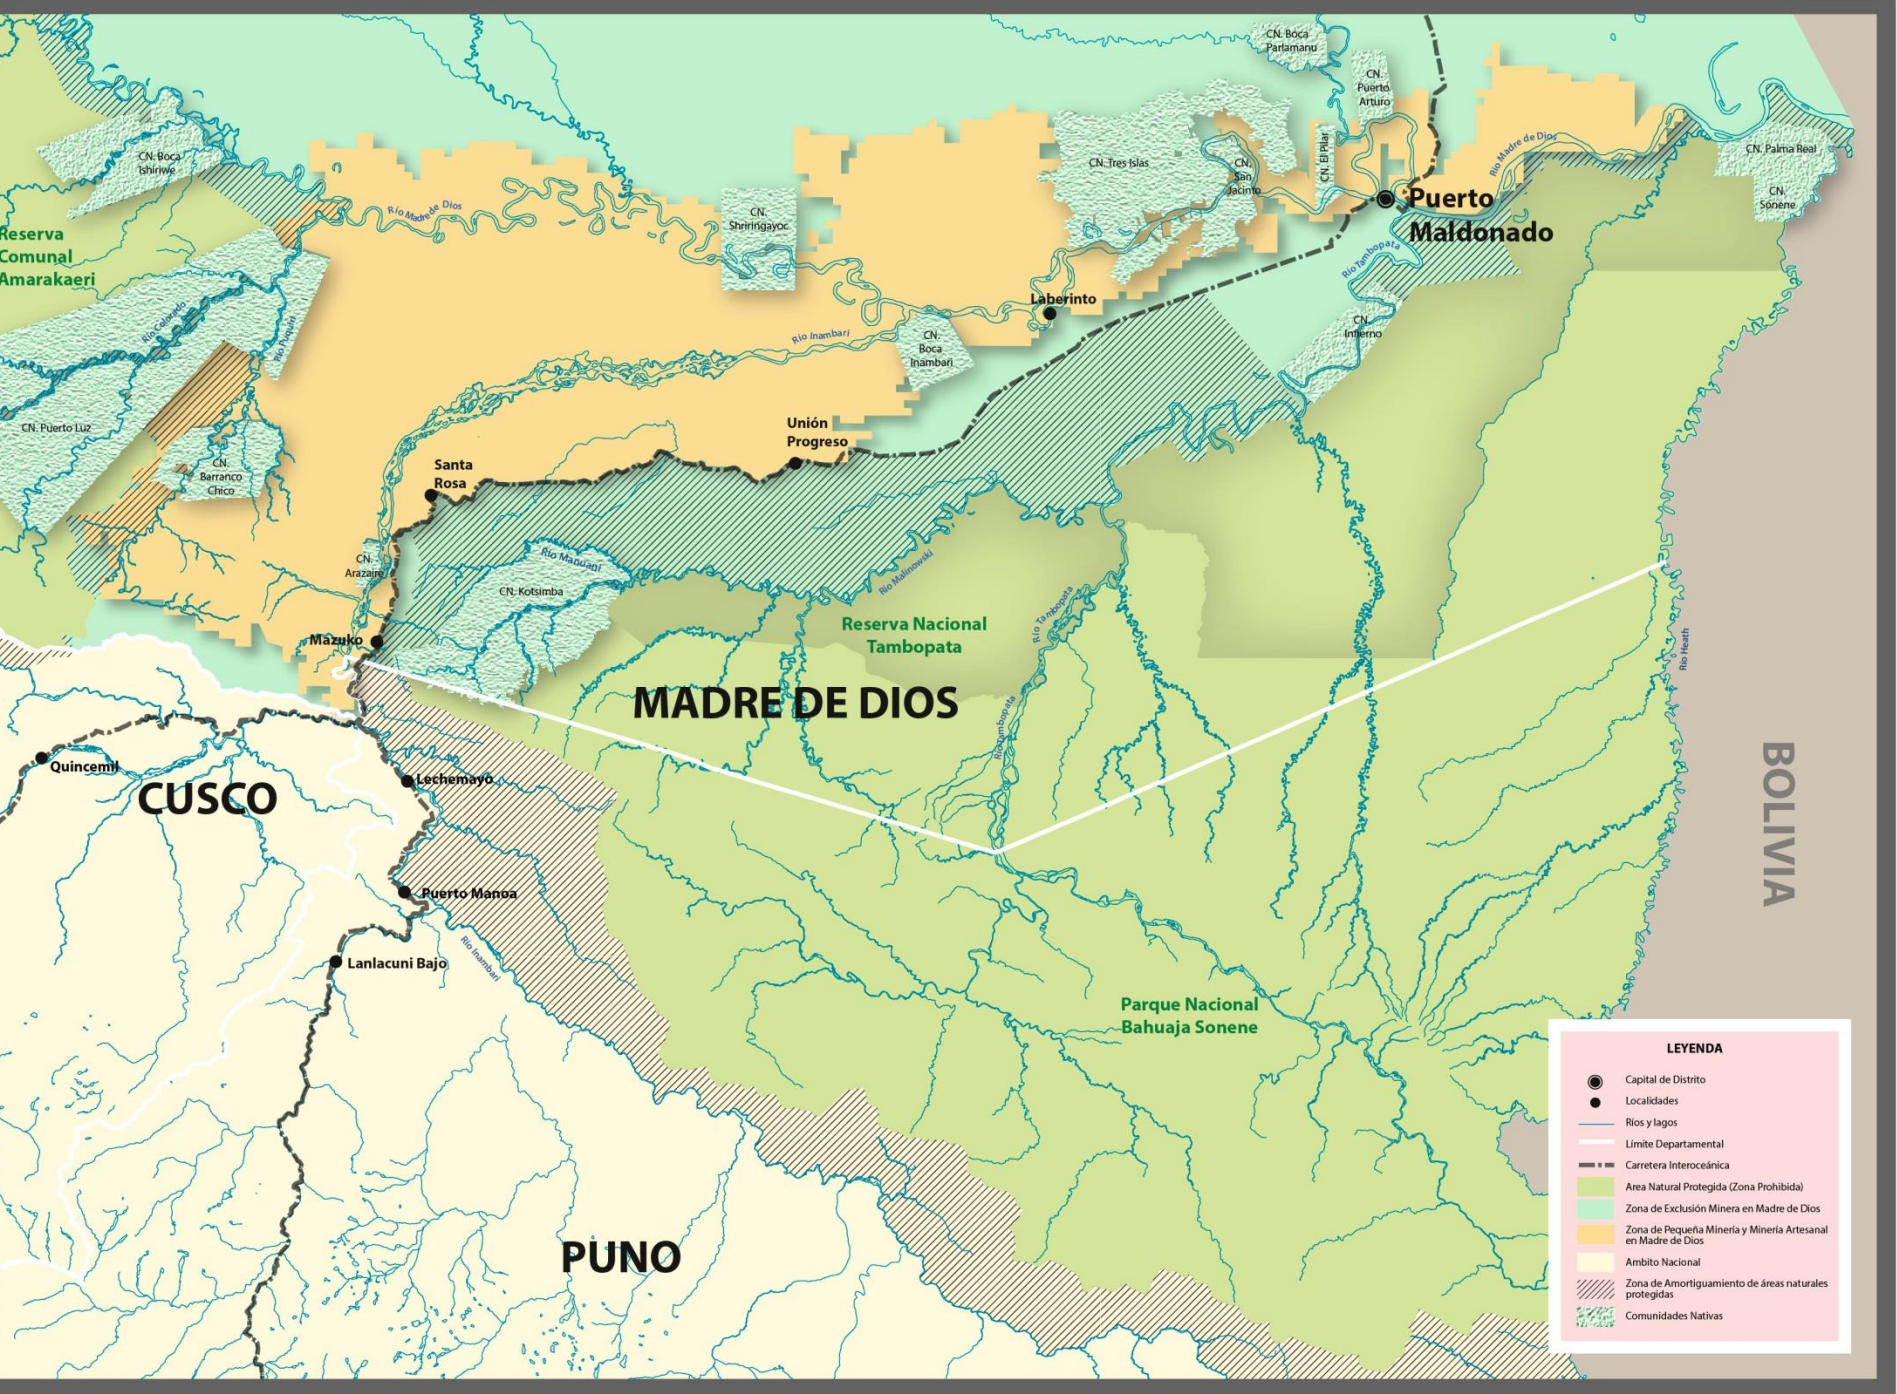 CN. Boca
Parlamanu
CN.
Puerto
Arturo
CN. El Pilar
Río Madre de Dios
CN. Palma Real
CN.
Sonene
CN. Boca
Ishiriwe
CN. Tres Islas
CN.
San
Jacinto
Puerto
Maldonado
Río Madre de Dios
CN.
Shriringayoc
Reserva
Comunal
Amarakaeri
Río Tambopata
Río Colorado
Río Puquiri
Laberinto
CN.
Infierno
Río Inambari
CN.
Boca
Inambari
CN. Puerto Luz
Unión
Progreso
CN.
Barranco
Chico
Santa
Rosa
CN.
Arazaire
Río Manuani
CN. Kotsimba
Río Malinowski
Río Tambopata
Reserva Nacional
Tambopata
Mazuko
Río Heath
MADRE DE DIOS
Río Tambopata
Quincemil
CUSCO
Lechemayo
BOLIVIA
Puerto Manoa
Río Inambari
Lanlacuni Bajo
Parque Nacional
Bahuaja Sonene
PUNO
LEYENDA
Capital de Distrito
Localidades
Ríos y lagos
Límite Departamental
Carretera Interoceánica
Area Natural Protegida (Zona Prohibida)
Zona de Exclusión Minera en Madre de Dios
Zona de Pequeña Minería y Minería Artesanal
en Madre de Dios
Ambito Nacional
Zona de Amortiguamiento de áreas naturales
protegidas
Comunidades Nativas